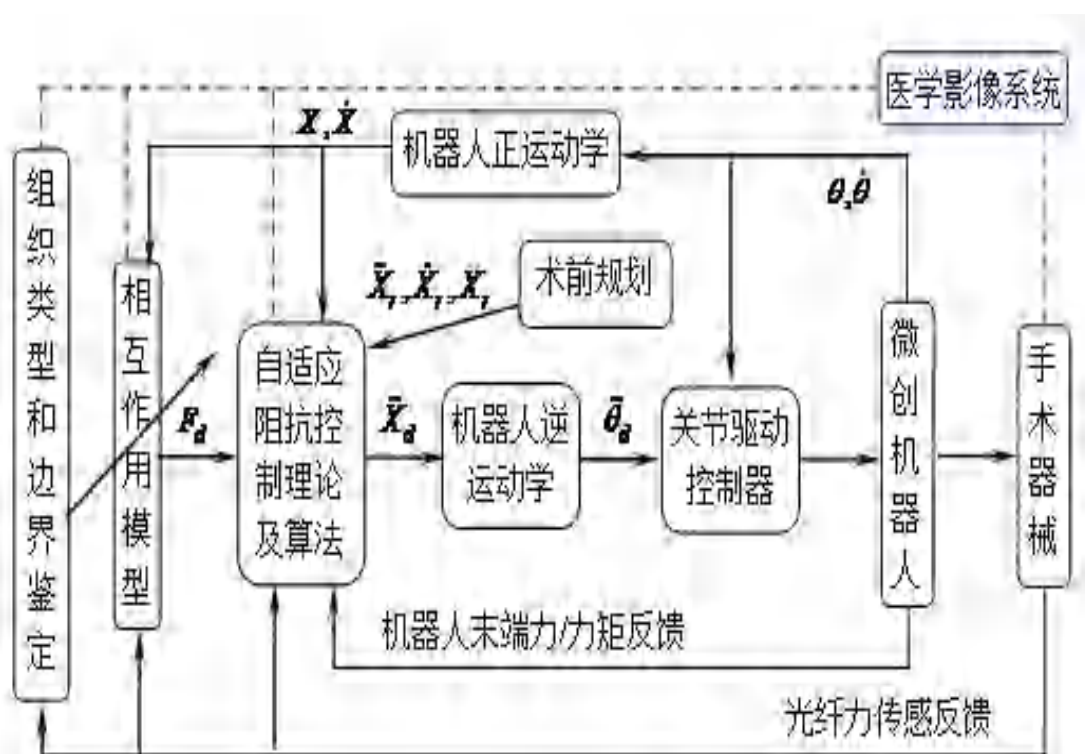 医学影像系统
X, Ẋ
机器人正运动学
θ, θ̇
组织类型和边界鉴定
相互作用模型
术前规划
自适应
阻抗控
制理论
及算法
F_d
X̄_d
机器人逆
运动学
θ̄_d
关节驱动
控制器
微创机器人
手术器械
机器人末端力/力矩反馈
光纤力传感反馈